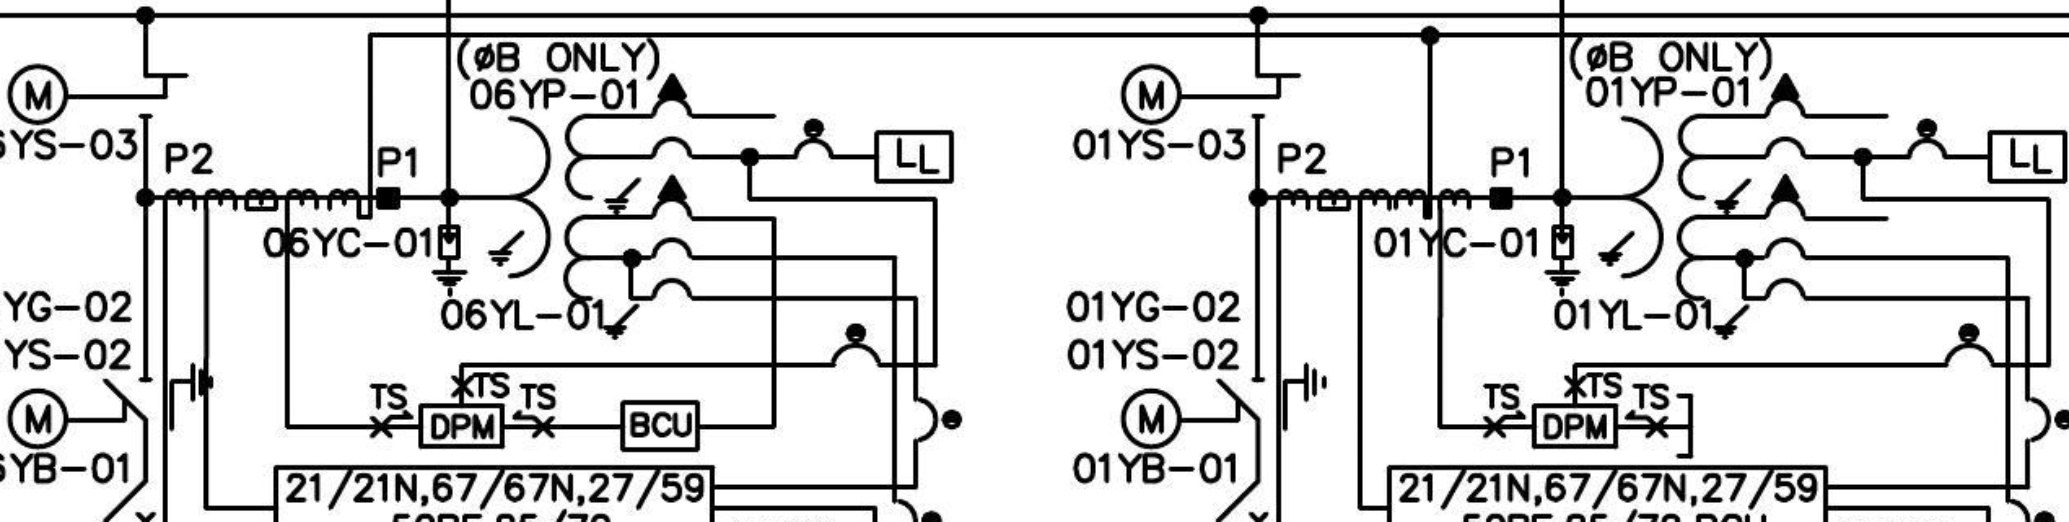 (øB ONLY)
06YP-01
M
6YS-03
P2
P1
LL
06YC-01
06YL-01
YG-02
YS-02
M
6YB-01
TS
TS
TS
DPM
BCU
21/21N,67/67N,27/59
(øB ONLY)
01YP-01
M
01YS-03
P2
P1
LL
01YC-01
01YL-01
01YG-02
01YS-02
M
01YB-01
TS
TS
TS
DPM
21/21N,67/67N,27/59